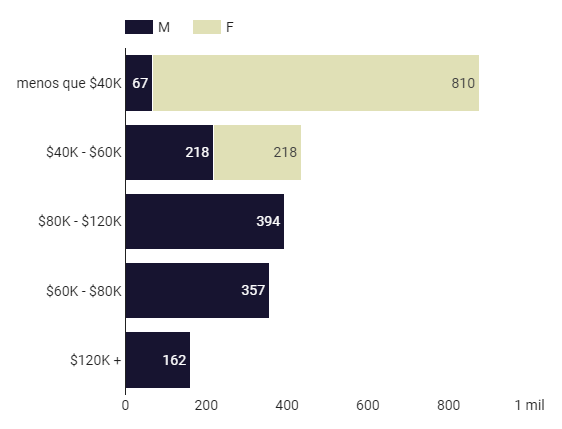 M F
menos que $40K 67 810
$40K - $60K 218 218
$80K - $120K 394
$60K - $80K 357
$120K + 162
0 200 400 600 800 1 mil